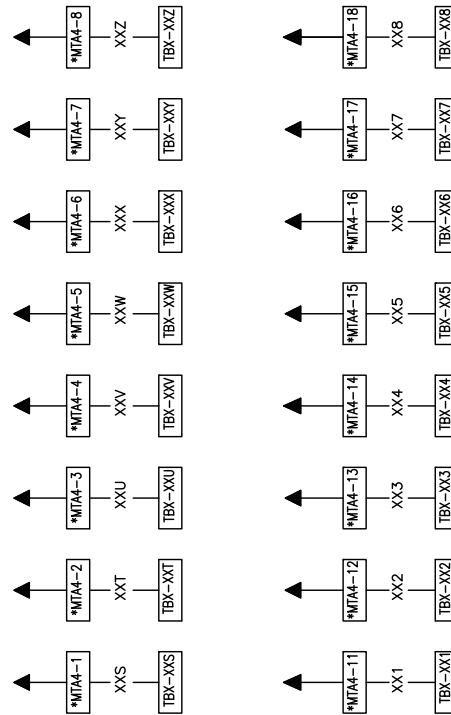 *MTA4-8
XXZ
TBX-XXZ
*MTA4-18
XX8
TBX-XX8
*MTA4-7
XXY
TBX-XXY
*MTA4-17
XX7
TBX-XX7
*MTA4-6
XXX
TBX-XXX
*MTA4-16
XX6
TBX-XX6
*MTA4-5
XXW
TBX-XXW
*MTA4-15
XX5
TBX-XX5
*MTA4-4
XXV
TBX-XXV
*MTA4-14
XX4
TBX-XX4
*MTA4-3
XXU
TBX-XXU
*MTA4-13
XX3
TBX-XX3
*MTA4-2
XXT
TBX-XXT
*MTA4-12
XX2
TBX-XX2
*MTA4-1
XXS
TBX-XXS
*MTA4-11
XX1
TBX-XX1